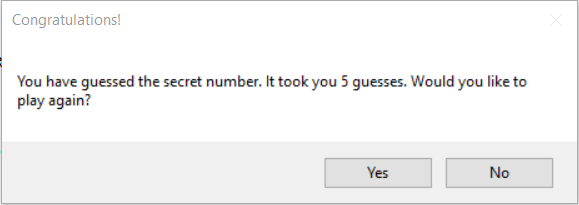 Congratulations!
You have guessed the secret number. It took you 5 guesses. Would you like to
play again?
Yes
No